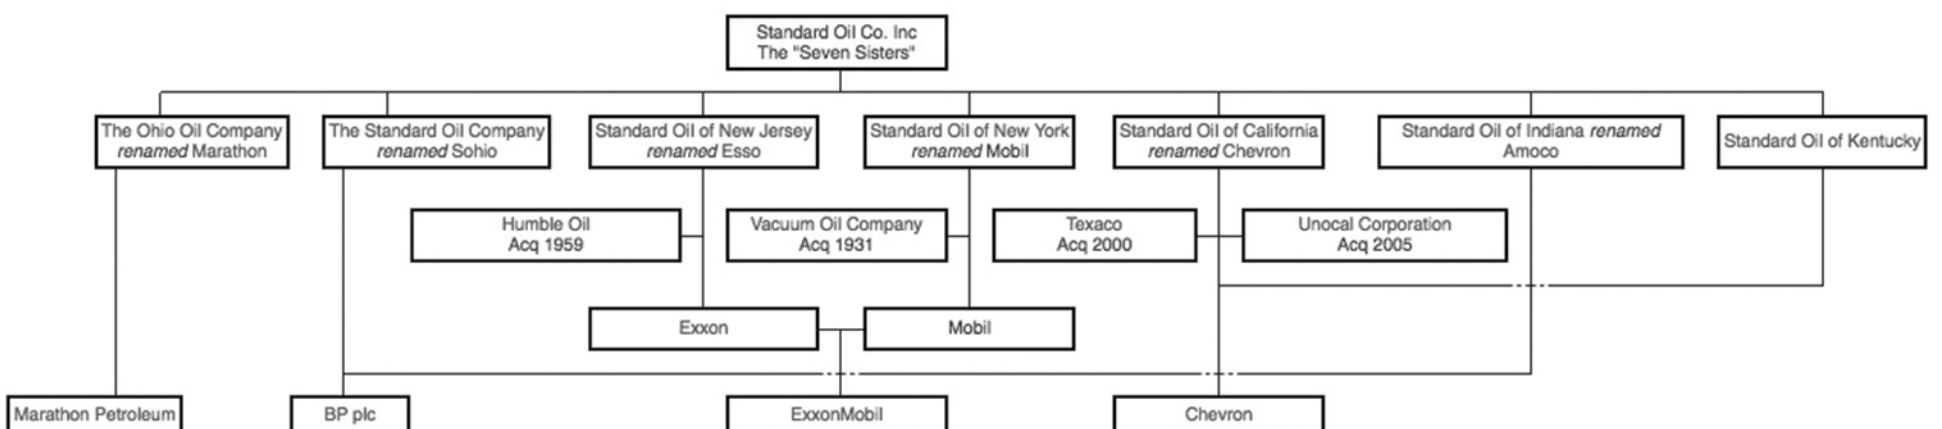 Standard Oil Co. Inc
The "Seven Sisters"
The Ohio Oil Company
renamed Marathon
The Standard Oil Company
renamed Sohio
Standard Oil of New Jersey
renamed Esso
Standard Oil of New York
renamed Mobil
Standard Oil of California
renamed Chevron
Standard Oil of Indiana renamed
Amoco
Standard Oil of Kentucky
Humble Oil
Acq 1959
Vacuum Oil Company
Acq 1931
Texaco
Acq 2000
Unocal Corporation
Acq 2005
Exxon
Mobil
Marathon Petroleum
BP plc
ExxonMobil
Chevron